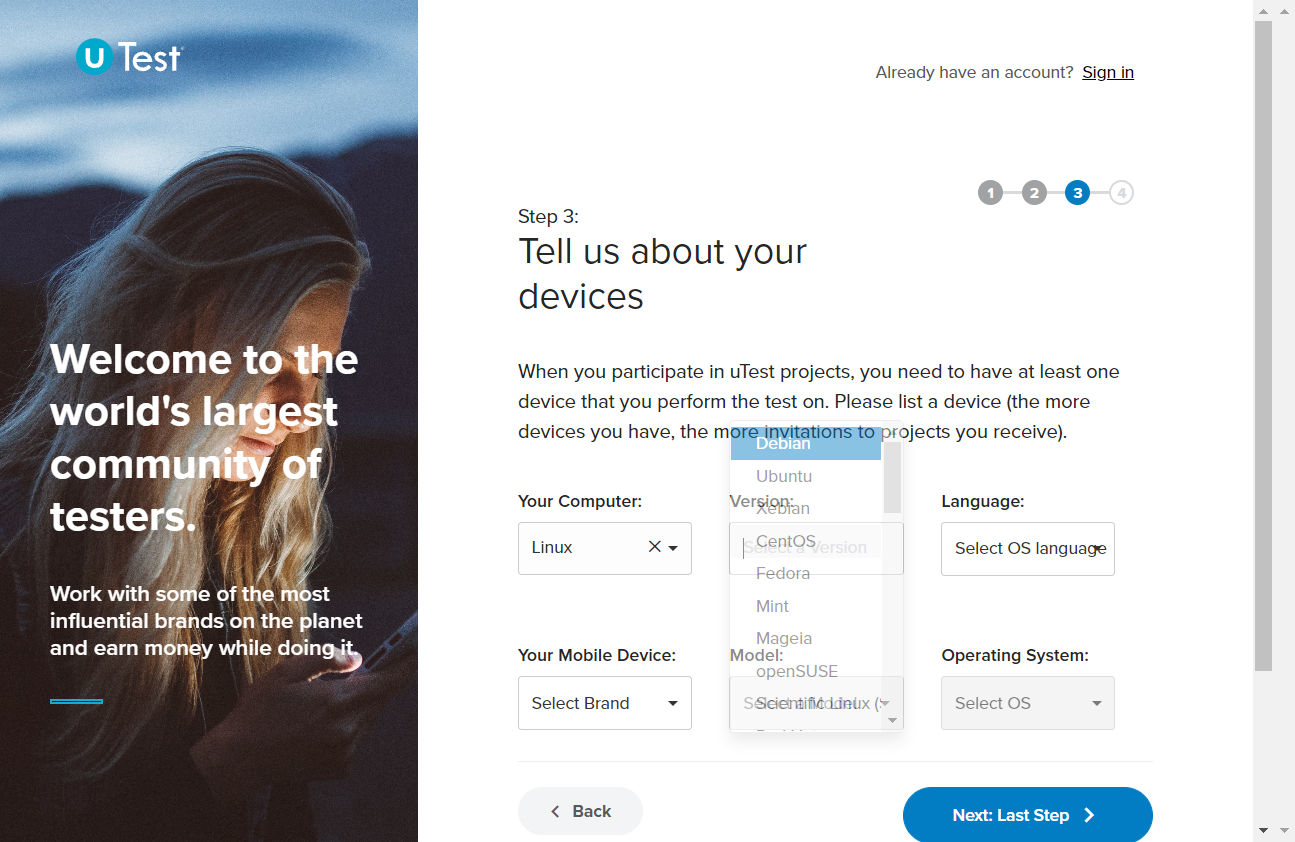 U Test
Already have an account? Sign in
1 2 3 4
Step 3:
Tell us about your
devices
Welcome to the
world's largest
community of
testers.
Work with some of the most
influential brands on the planet
and earn money while doing it.
When you participate in uTest projects, you need to have at least one
device that you perform the test on. Please list a device (the more
devices you have, the more invitations to projects you receive).
Your Computer:
Linux
Version:
Select a Version
Debian
Ubuntu
Xebian
CentOS
Fedora
Mint
Mageia
openSUSE
Scientific Linux (
Language:
Select OS language
Your Mobile Device:
Select Brand
Model:
Select a Model
Operating System:
Select OS
Back
Next: Last Step